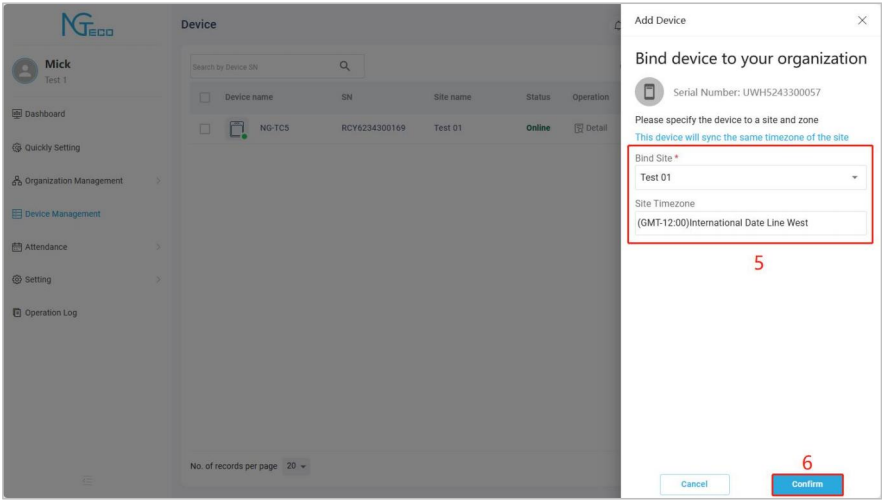 NGTECO
Mick
Test 1
Dashboard
Quickly Setting
Organization Management
Device Management
Attendance
Setting
Operation Log
Device
Search by Device SN
Device name SN Site name Status Operation
NG-TC5 RCY6234300169 Test 01 Online Detail
No. of records per page 20
Add Device
Bind device to your organization
Serial Number: UWH5243300057
Please specify the device to a site and zone
This device will sync the same timezone of the site
Bind Site *
Test 01
Site Timezone
(GMT-12:00)International Date Line West
5
6
Cancel Confirm